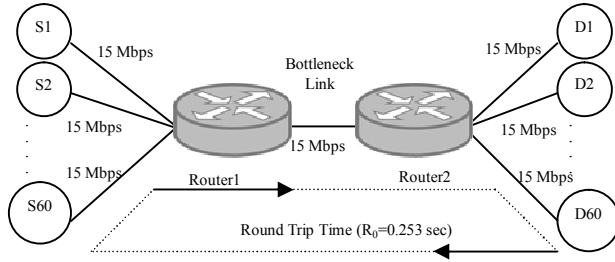 S1
D1
15 Mbps
15 Mbps
Bottleneck
Link
S2
D2
15 Mbps
15 Mbps
15 Mbps
15 Mbps
15 Mbps
Router1
Router2
S60
D60
Round Trip Time (R0=0.253 sec)